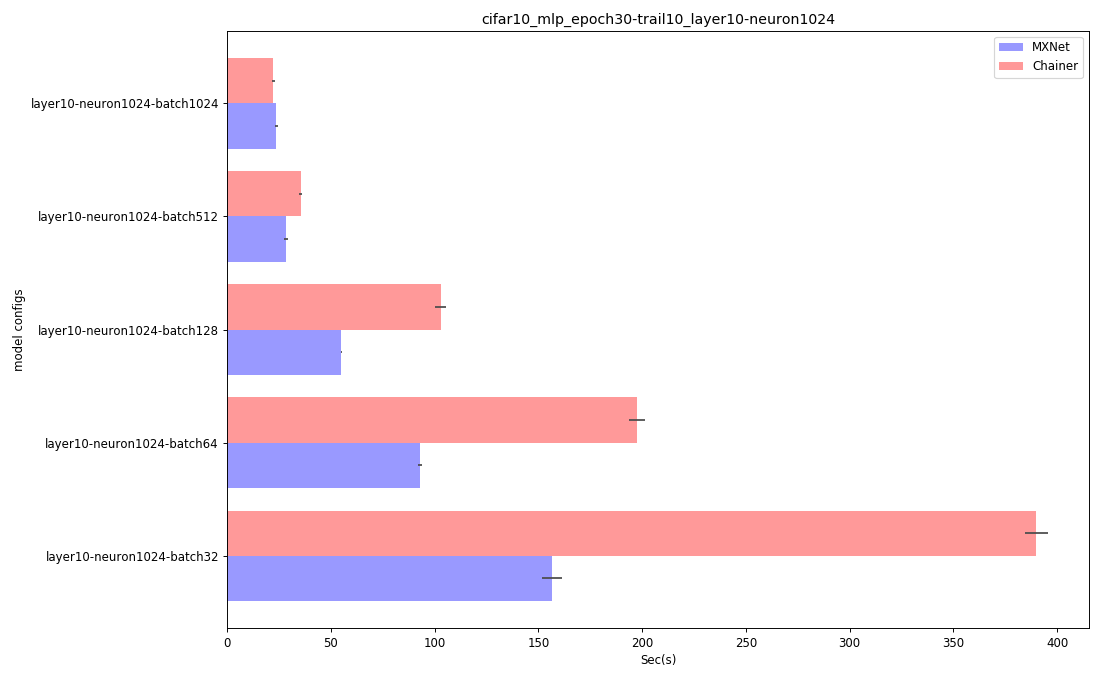 cifar10_mlp_epoch30-trail10_layer10-neuron1024
MXNet
Chainer
layer10-neuron1024-batch1024
layer10-neuron1024-batch512
layer10-neuron1024-batch128
layer10-neuron1024-batch64
layer10-neuron1024-batch32
model configs
0 50 100 150 200 250 300 350 400
Sec(s)